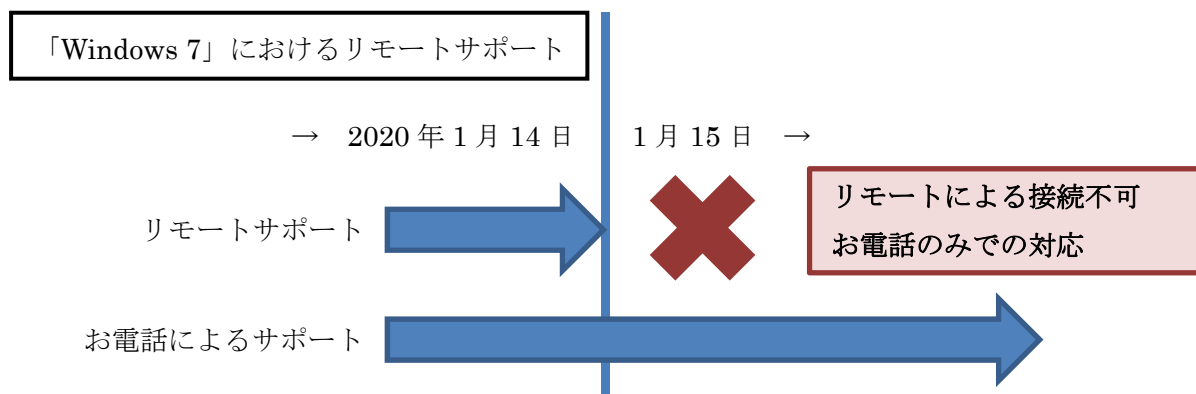 「Windows 7」におけるリモートサポート
→ 2020 年 1 月 14 日
1 月 15 日 →
リモートによる接続不可
お電話のみでの対応
リモートサポート
お電話によるサポート